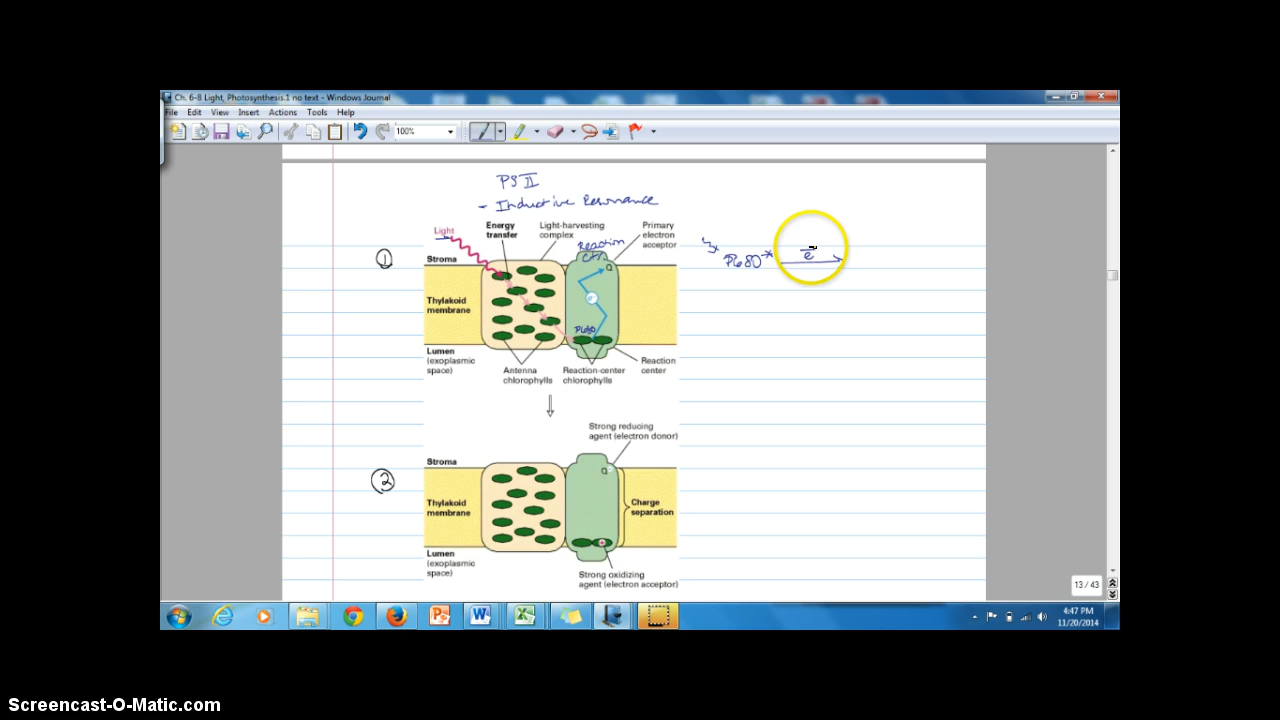 Ch. 6-8 Light, Photosynthesis.1 no text - Windows Journal
File Edit View Insert Actions Tools Help
100%
PS II
- Inductive Resonance
Light
Energy
transfer
Light-harvesting
complex
Reaction
Ctr
Primary
electron
acceptor
P680* e-
1
Stroma
Q
e-
Thylakoid
membrane
P680
Lumen
(exoplasmic
space)
Antenna
chlorophylls
Reaction-center
chlorophylls
Reaction
center
Strong reducing
agent (electron donor)
2
Stroma
Q-
Thylakoid
membrane
Charge
separation
+
Lumen
(exoplasmic
space)
Strong oxidizing
agent (electron acceptor)
13 / 43
4:47 PM
11/20/2014
Screencast-O-Matic.com